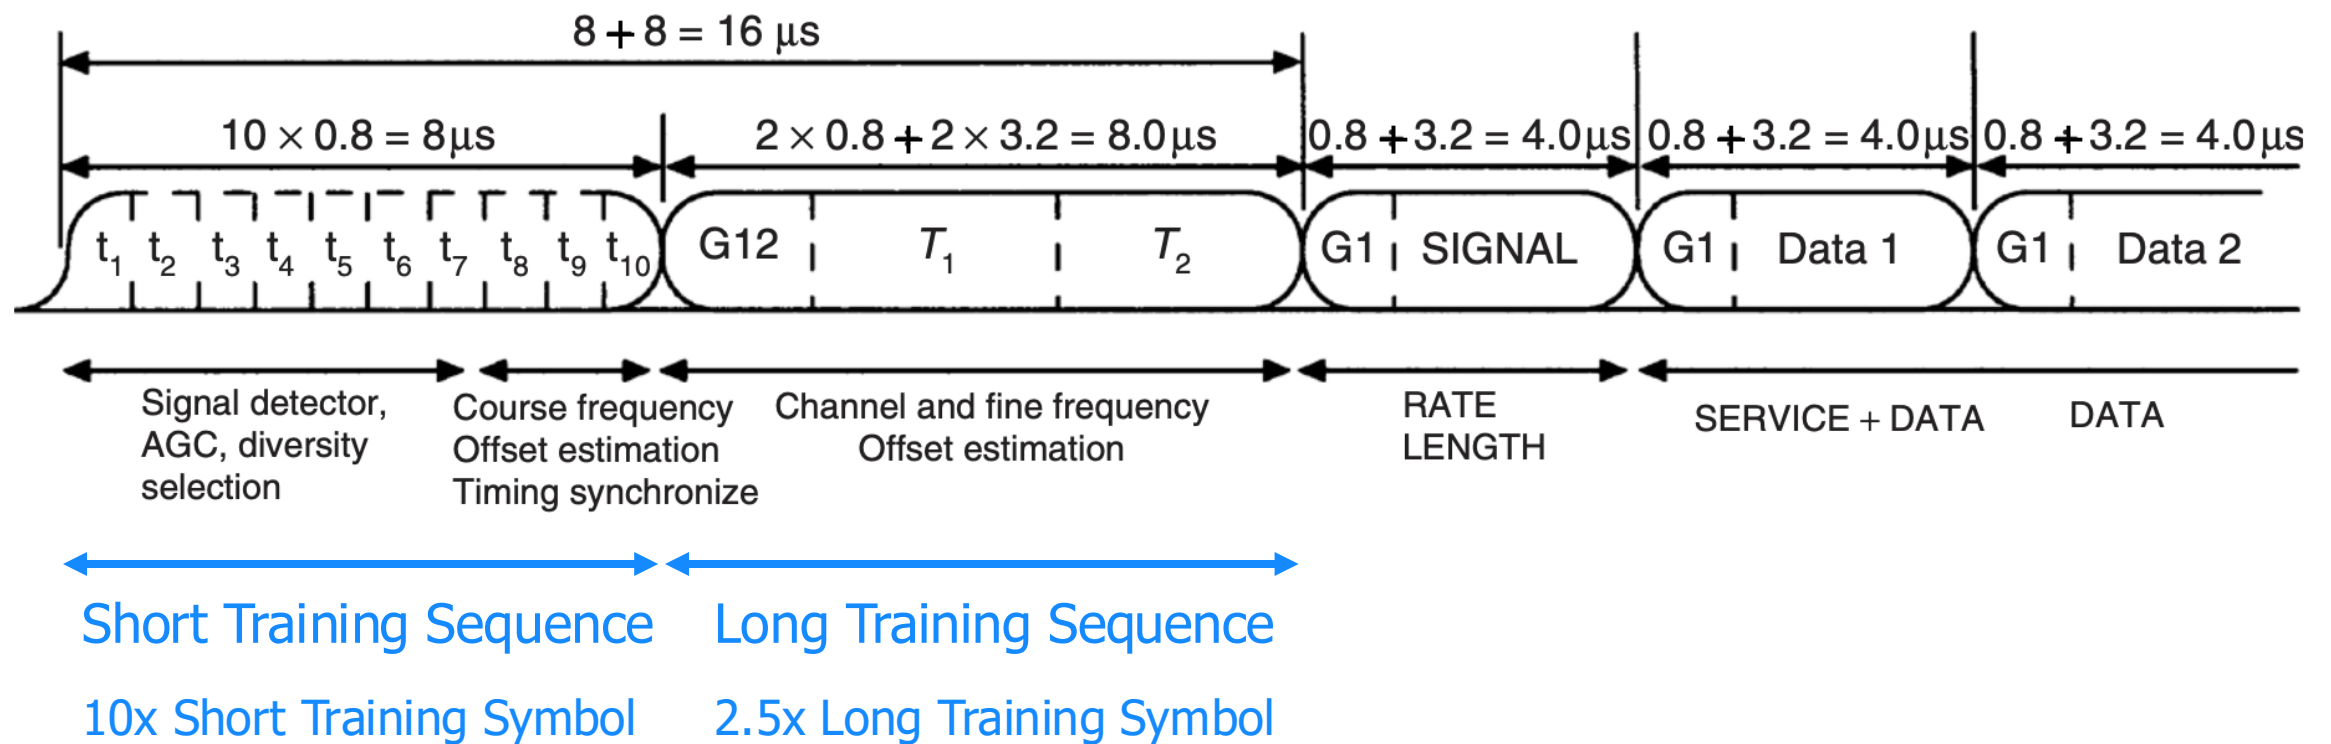 8 + 8 = 16 μs
10 × 0.8 = 8μs
2 × 0.8 + 2 × 3.2 = 8.0μs
0.8 + 3.2 = 4.0μs
0.8 + 3.2 = 4.0μs
0.8 + 3.2 = 4.0μs
t1 t2 t3 t4 t5 t6 t7 t8 t9 t10
G12 T1 T2
G1 SIGNAL
G1 Data 1
G1 Data 2
Signal detector,
AGC, diversity
selection
Course frequency
Offset estimation
Timing synchronize
Channel and fine frequency
Offset estimation
RATE
LENGTH
SERVICE + DATA
DATA
Short Training Sequence
Long Training Sequence
10x Short Training Symbol
2.5x Long Training Symbol